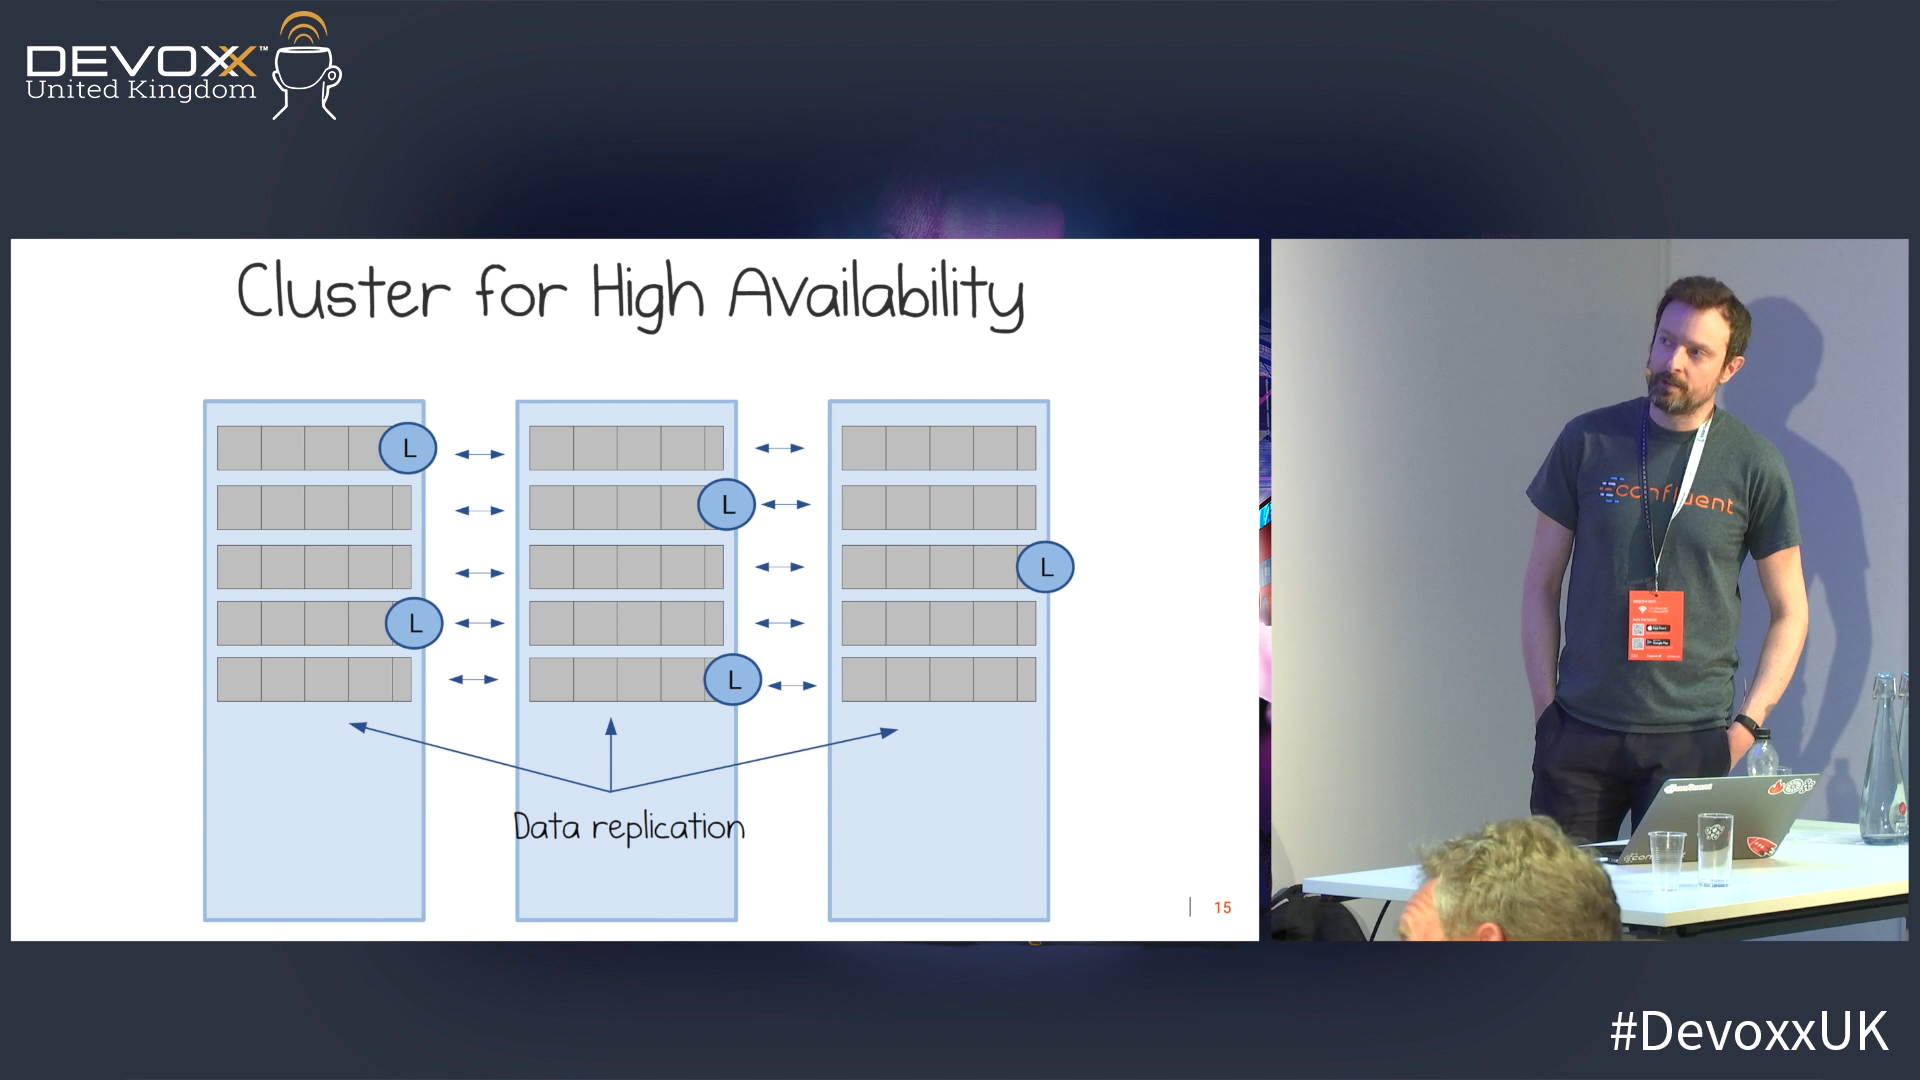 DEVOXX™
United Kingdom
Cluster for High Availability
L
L
L
L
L
Data replication
15
confluent
#DevoxxUK